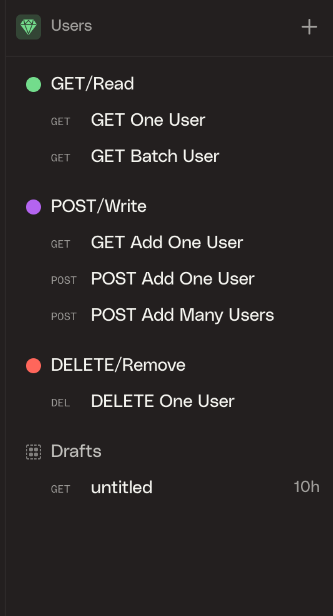 Users
GET/Read
GET GET One User
GET GET Batch User
POST/Write
GET GET Add One User
POST POST Add One User
POST POST Add Many Users
DELETE/Remove
DEL DELETE One User
Drafts
GET untitled 10h